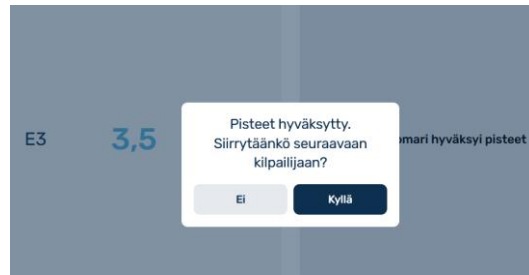 E3
3,5
Pisteet hyväksytty.
Siirrytäänkö seuraavaan
kilpailijaan?
Ei
Kyllä
hyväksyi pisteet